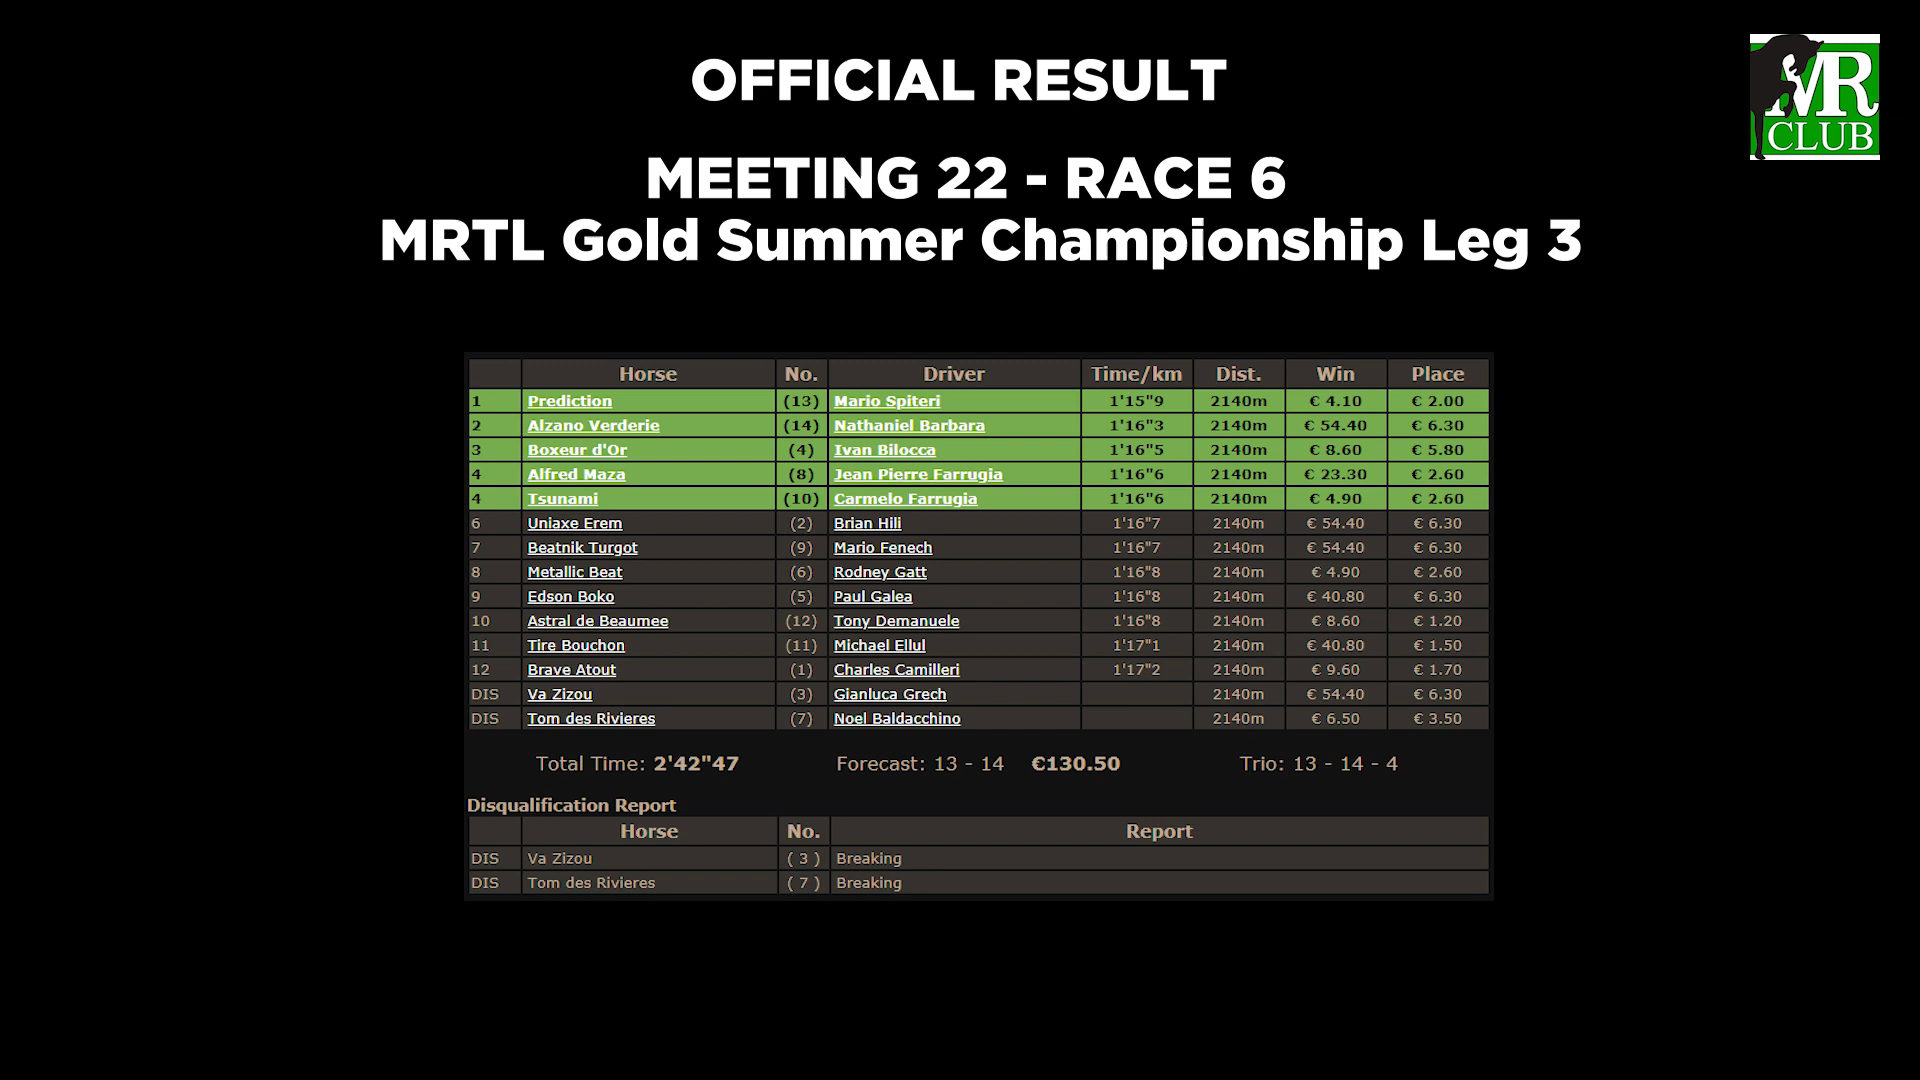 OFFICIAL RESULT
MR
CLUB
MEETING 22 - RACE 6
MRTL Gold Summer Championship Leg 3
Horse No. Driver Time/km Dist. Win Place
1 Prediction (13) Mario Spiteri 1'15"9 2140m € 4.10 € 2.00
2 Alzano Verderie (14) Nathaniel Barbara 1'16"3 2140m € 54.40 € 6.30
3 Boxeur d'Or (4) Ivan Bilocca 1'16"5 2140m € 8.60 € 5.80
4 Alfred Maza (8) Jean Pierre Farrugia 1'16"6 2140m € 23.30 € 2.60
4 Tsunami (10) Carmelo Farrugia 1'16"6 2140m € 4.90 € 2.60
6 Uniaxe Erem (2) Brian Hili 1'16"7 2140m € 54.40 € 6.30
7 Beatnik Turgot (9) Mario Fenech 1'16"7 2140m € 54.40 € 6.30
8 Metallic Beat (6) Rodney Gatt 1'16"8 2140m € 4.90 € 2.60
9 Edson Boko (5) Paul Galea 1'16"8 2140m € 40.80 € 6.30
10 Astral de Beaumee (12) Tony Demanuele 1'16"8 2140m € 8.60 € 1.20
11 Tire Bouchon (11) Michael Ellul 1'17"1 2140m € 40.80 € 1.50
12 Brave Atout (1) Charles Camilleri 1'17"2 2140m € 9.60 € 1.70
DIS Va Zizou (3) Gianluca Grech 2140m € 54.40 € 6.30
DIS Tom des Rivieres (7) Noel Baldacchino 2140m € 6.50 € 3.50
Total Time: 2'42"47 Forecast: 13 - 14 €130.50 Trio: 13 - 14 - 4
Disqualification Report
Horse No. Report
DIS Va Zizou ( 3 ) Breaking
DIS Tom des Rivieres ( 7 ) Breaking